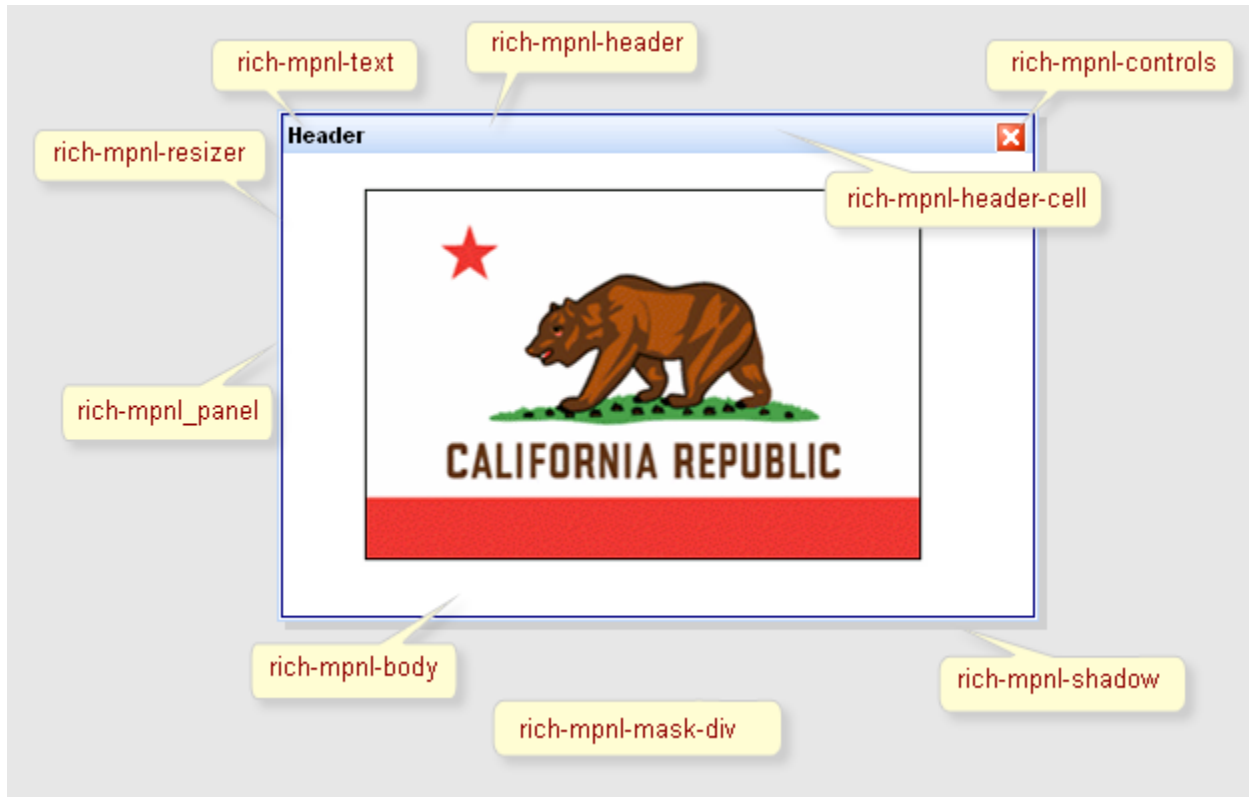 rich-mpnl-header
rich-mpnl-text
rich-mpnl-controls
Header
rich-mpnl-resizer
rich-mpnl-header-cell
rich-mpnl_panel
CALIFORNIA REPUBLIC
rich-mpnl-body
rich-mpnl-shadow
rich-mpnl-mask-div